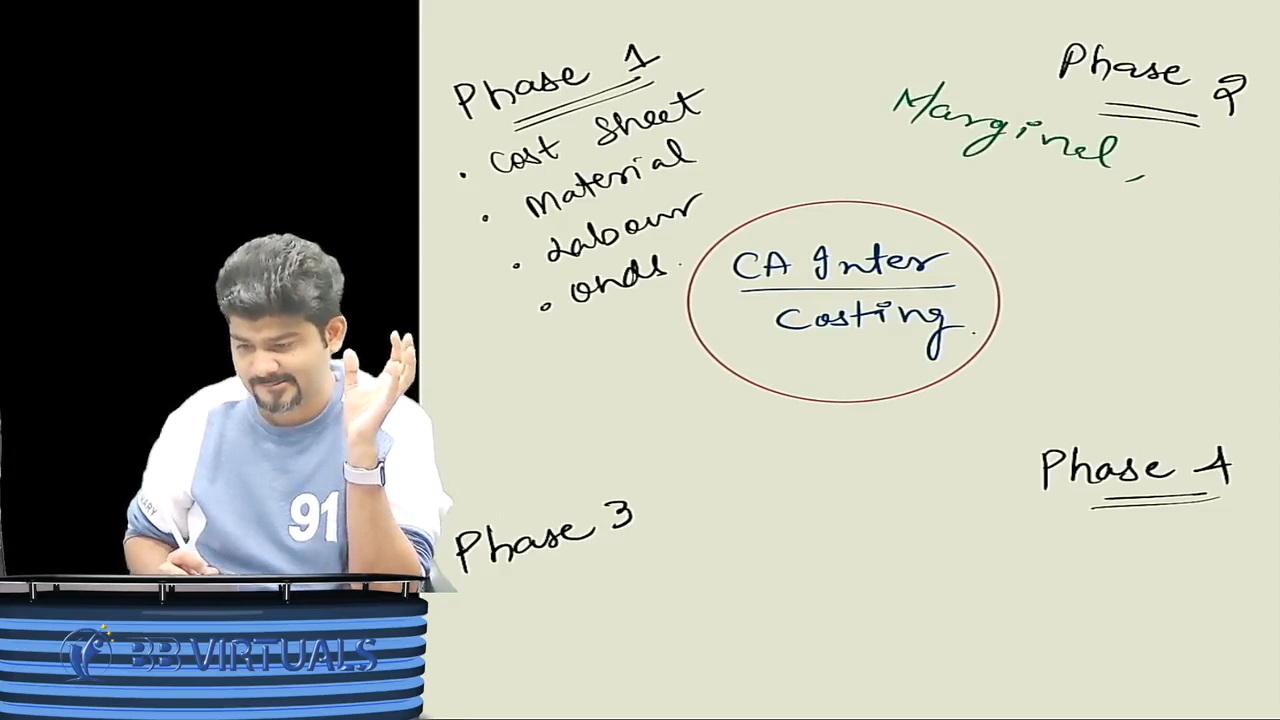 Phase 1
. Cost Sheet
. Material
. Labour
. OHDs.
Phase 2
Marginal,
CA Inter
Costing.
Phase 3
Phase 4
91
BB VIRTUALS